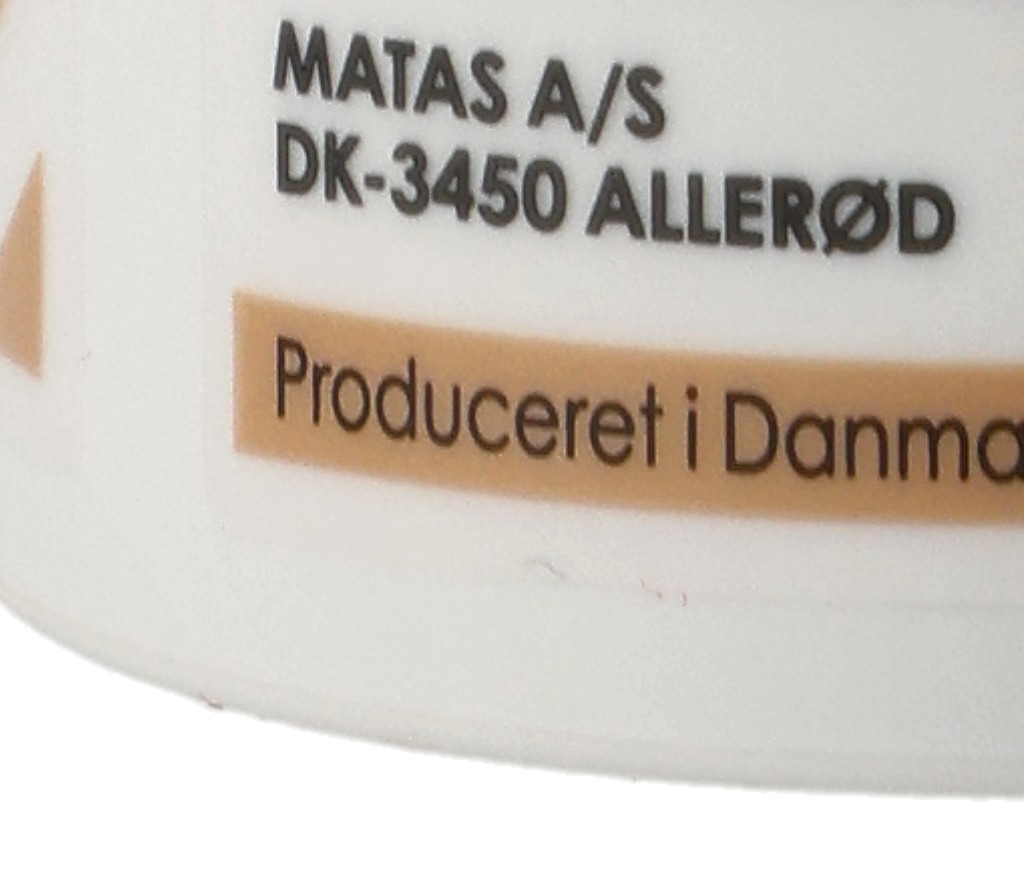 MATAS A/S
DK-3450 ALLERØD
Produceret i Danma